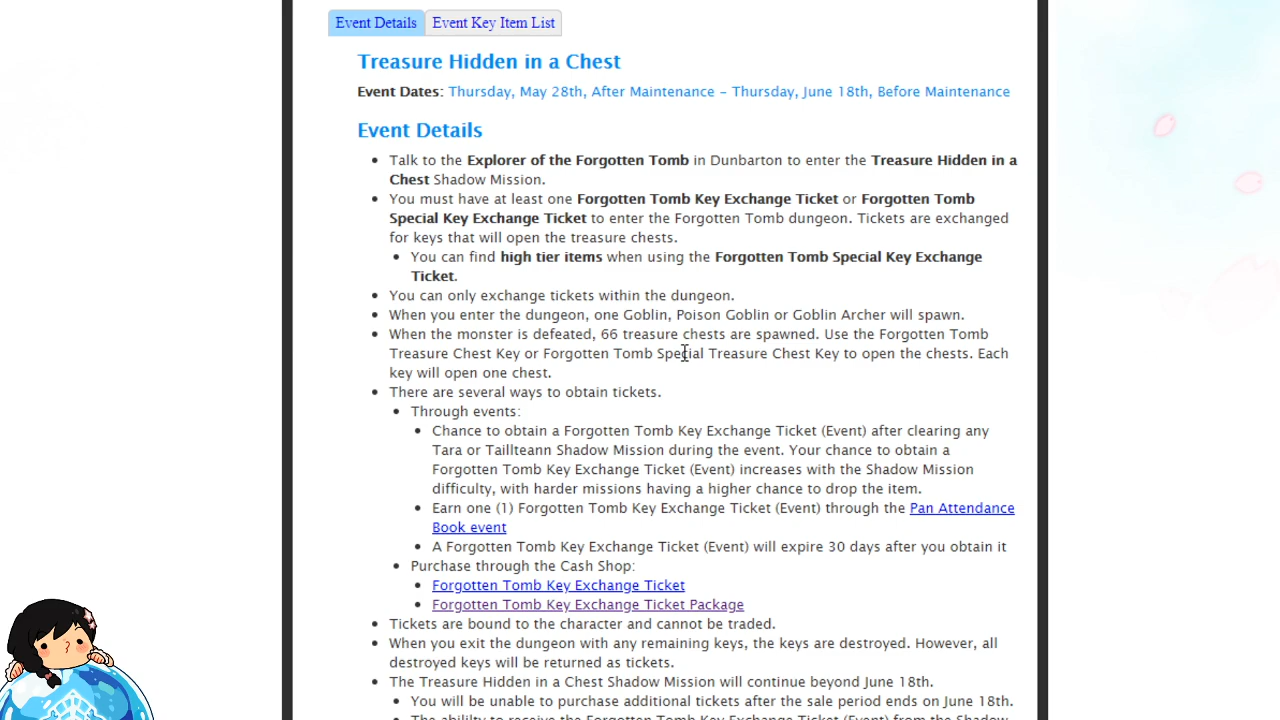 Event Details
Event Key Item List
Treasure Hidden in a Chest
Event Dates: Thursday, May 28th, After Maintenance – Thursday, June 18th, Before Maintenance
Event Details
• Talk to the Explorer of the Forgotten Tomb in Dunbarton to enter the Treasure Hidden in a
Chest Shadow Mission.
• You must have at least one Forgotten Tomb Key Exchange Ticket or Forgotten Tomb
Special Key Exchange Ticket to enter the Forgotten Tomb dungeon. Tickets are exchanged
for keys that will open the treasure chests.
• You can find high tier items when using the Forgotten Tomb Special Key Exchange
Ticket.
• You can only exchange tickets within the dungeon.
• When you enter the dungeon, one Goblin, Poison Goblin or Goblin Archer will spawn.
• When the monster is defeated, 66 treasure chests are spawned. Use the Forgotten Tomb
Treasure Chest Key or Forgotten Tomb Special Treasure Chest Key to open the chests. Each
key will open one chest.
• There are several ways to obtain tickets.
• Through events:
• Chance to obtain a Forgotten Tomb Key Exchange Ticket (Event) after clearing any
Tara or Taillteann Shadow Mission during the event. Your chance to obtain a
Forgotten Tomb Key Exchange Ticket (Event) increases with the Shadow Mission
difficulty, with harder missions having a higher chance to drop the item.
• Earn one (1) Forgotten Tomb Key Exchange Ticket (Event) through the Pan Attendance
Book event
• A Forgotten Tomb Key Exchange Ticket (Event) will expire 30 days after you obtain it
• Purchase through the Cash Shop:
• Forgotten Tomb Key Exchange Ticket
• Forgotten Tomb Key Exchange Ticket Package
• Tickets are bound to the character and cannot be traded.
• When you exit the dungeon with any remaining keys, the keys are destroyed. However, all
destroyed keys will be returned as tickets.
• The Treasure Hidden in a Chest Shadow Mission will continue beyond June 18th.
• You will be unable to purchase additional tickets after the sale period ends on June 18th.
• The abililty to receive the Forgotten Tomb Key Exchange Ticket (Event) from the Shadow